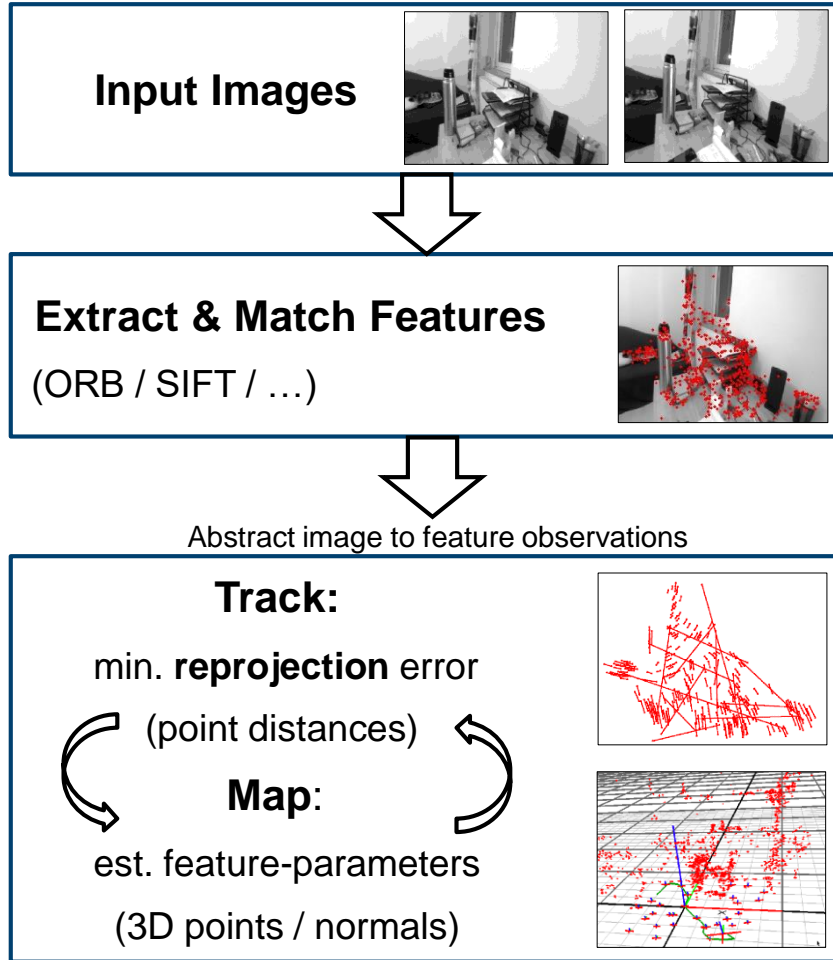 Input Images
Extract & Match Features
(ORB / SIFT / …)
Abstract image to feature observations
Track:
min. reprojection error
(point distances)
Map:
est. feature-parameters
(3D points / normals)